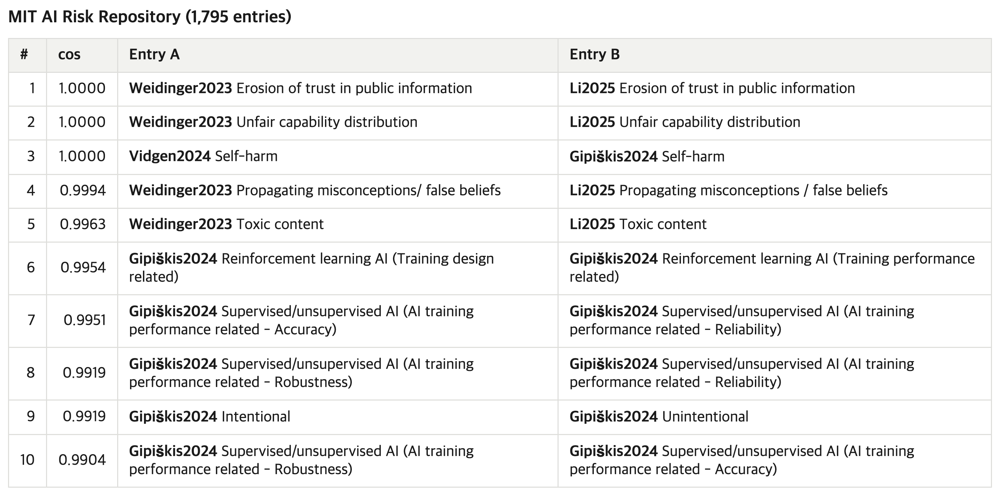 MIT AI Risk Repository (1,795 entries)
# cos Entry A Entry B
1 1.0000 Weidinger2023 Erosion of trust in public information Li2025 Erosion of trust in public information
2 1.0000 Weidinger2023 Unfair capability distribution Li2025 Unfair capability distribution
3 1.0000 Vidgen2024 Self-harm Gipiškis2024 Self-harm
4 0.9994 Weidinger2023 Propagating misconceptions/ false beliefs Li2025 Propagating misconceptions / false beliefs
5 0.9963 Weidinger2023 Toxic content Li2025 Toxic content
6 0.9954 Gipiškis2024 Reinforcement learning AI (Training design
related) Gipiškis2024 Reinforcement learning AI (Training performance
related)
7 0.9951 Gipiškis2024 Supervised/unsupervised AI (AI training
performance related - Accuracy) Gipiškis2024 Supervised/unsupervised AI (AI training
performance related - Reliability)
8 0.9919 Gipiškis2024 Supervised/unsupervised AI (AI training
performance related - Robustness) Gipiškis2024 Supervised/unsupervised AI (AI training
performance related - Reliability)
9 0.9919 Gipiškis2024 Intentional Gipiškis2024 Unintentional
10 0.9904 Gipiškis2024 Supervised/unsupervised AI (AI training
performance related - Robustness) Gipiškis2024 Supervised/unsupervised AI (AI training
performance related - Accuracy)